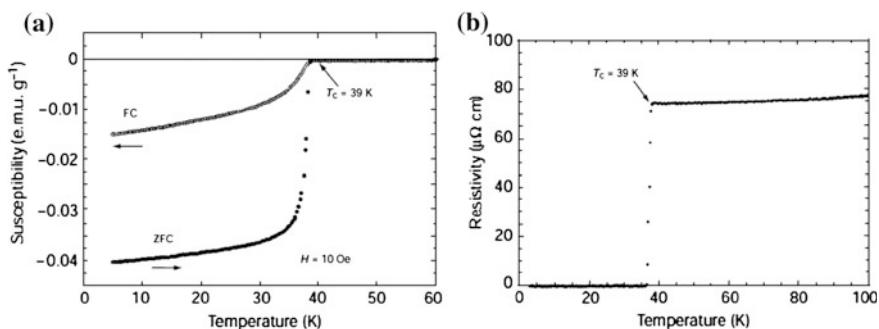 (a)
Susceptibility (e.m.u. g⁻¹)
0
−0.01
−0.02
−0.03
−0.04
FC
T_C = 39 K
ZFC
H = 10 Oe
0 10 20 30 40 50 60
Temperature (K)
(b)
Resistivity (μΩ cm)
100
80
60
40
20
0
T_C = 39 K
0 20 40 60 80 100
Temperature (K)